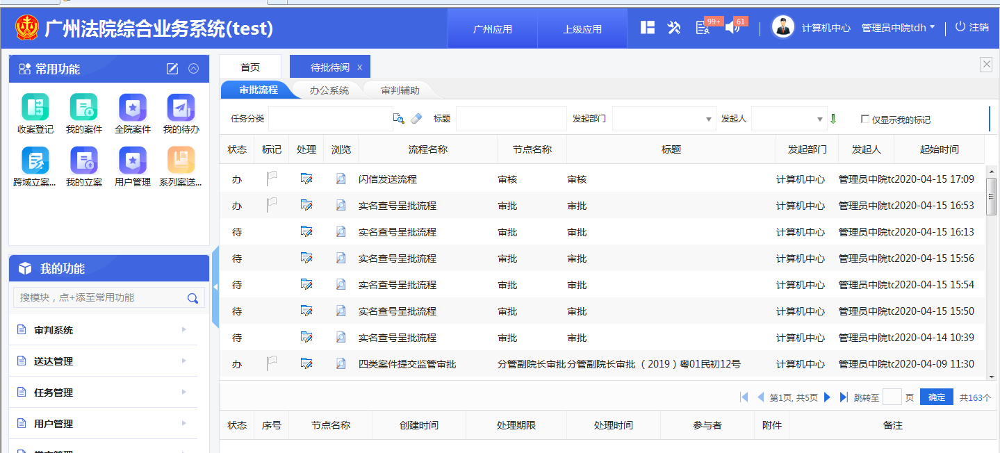 广州法院综合业务系统(test)
广州应用 上级应用 99+ 61 计算机中心 管理员中院tdh 注销
常用功能
收案登记 我的案件 全院案件 我的待办
跨域立案... 我的立案 用户管理 系列案送...
我的功能
搜模块，点+添至常用功能
审判系统
送达管理
任务管理
用户管理
首页 待批待阅 x
审批流程 办公系统 审判辅助
任务分类 标题 发起部门 发起人 仅显示我的标记
状态 标记 处理 浏览 流程名称 节点名称 标题 发起部门 发起人 起始时间
办 闪信发送流程 审核 审核 计算机中心 管理员中院tc 2020-04-15 17:09
办 实名查号呈批流程 审批 审批 计算机中心 管理员中院tc 2020-04-15 16:53
待 实名查号呈批流程 审批 审批 计算机中心 管理员中院tc 2020-04-15 16:13
待 实名查号呈批流程 审批 审批 计算机中心 管理员中院tc 2020-04-15 15:56
待 实名查号呈批流程 审批 审批 计算机中心 管理员中院tc 2020-04-15 15:54
待 实名查号呈批流程 审批 审批 计算机中心 管理员中院tc 2020-04-15 15:50
待 实名查号呈批流程 审批 审批 计算机中心 管理员中院tc 2020-04-14 10:39
办 四类案件提交监管审批 分管副院长审批 分管副院长审批（2019）粤01民初12号 计算机中心 管理员中院tc 2020-04-09 11:30
第1页, 共5页 跳转至 页 确定 共163个
状态 序号 节点名称 创建时间 处理期限 处理时间 参与者 附件 备注